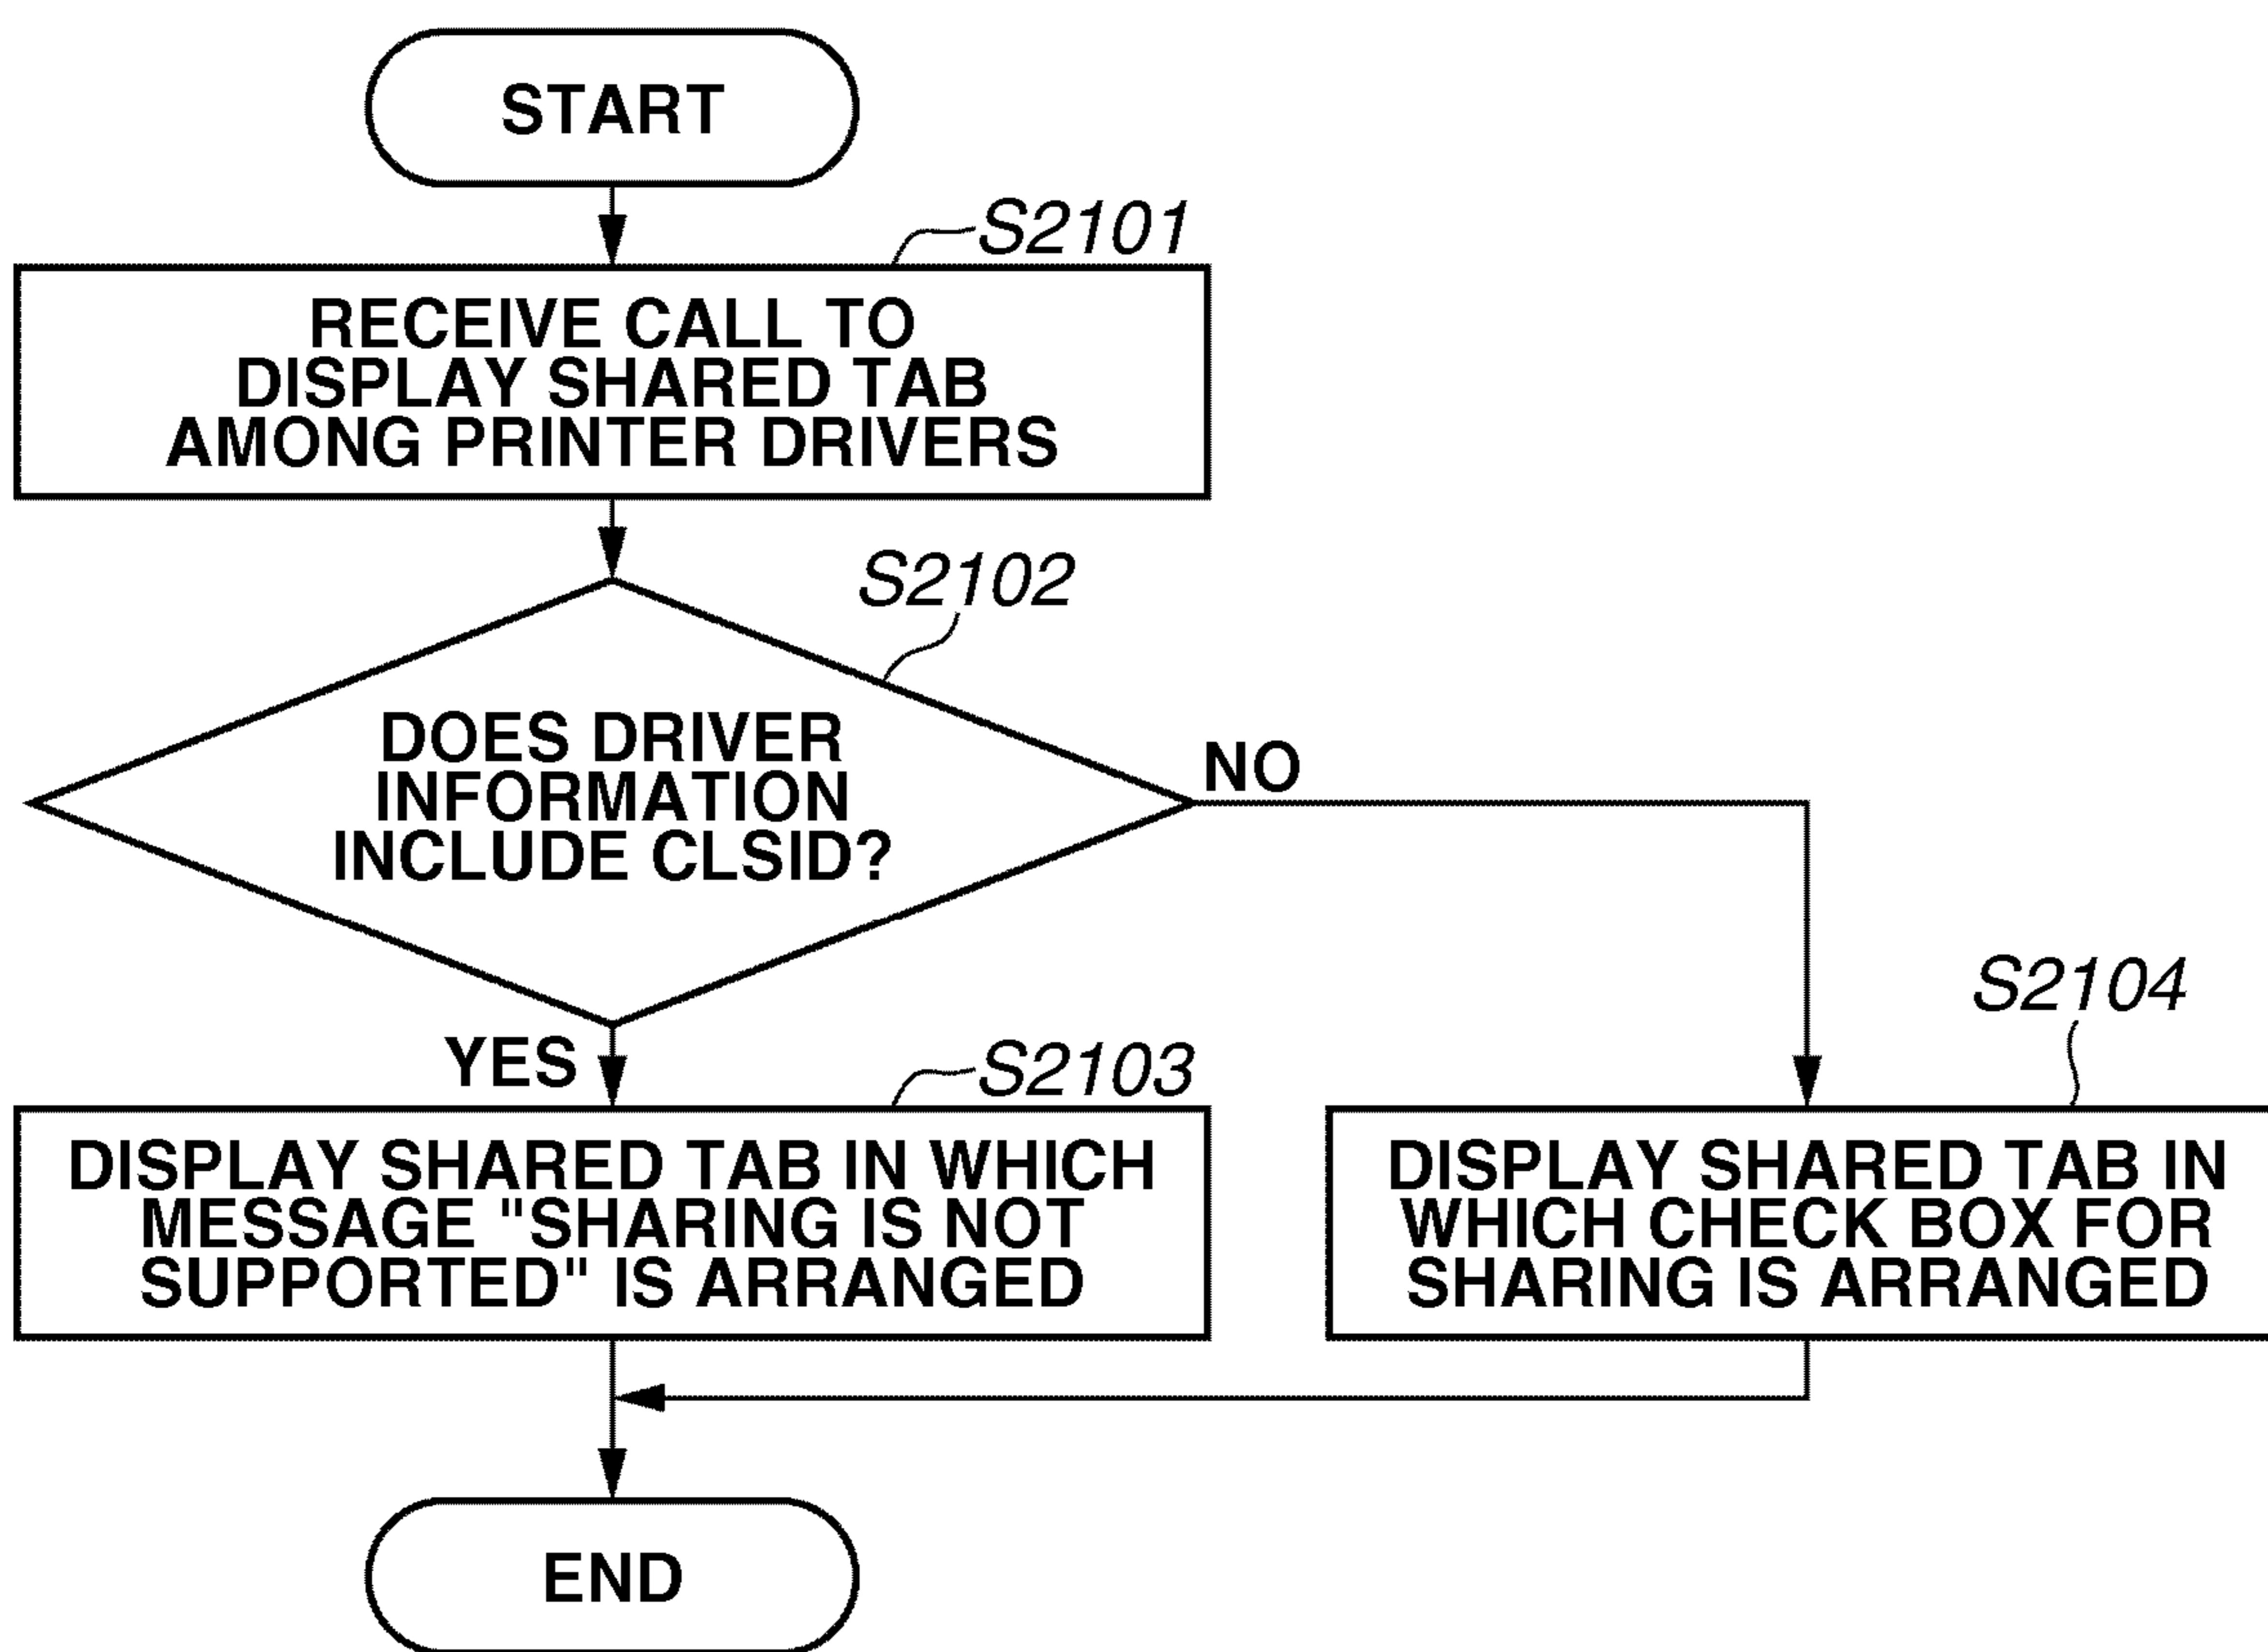 START
S2101
RECEIVE CALL TO
DISPLAY SHARED TAB
AMONG PRINTER DRIVERS
S2102
DOES DRIVER
INFORMATION
INCLUDE CLSID?
NO
YES
S2103
S2104
DISPLAY SHARED TAB IN WHICH
MESSAGE "SHARING IS NOT
SUPPORTED" IS ARRANGED
DISPLAY SHARED TAB IN
WHICH CHECK BOX FOR
SHARING IS ARRANGED
END